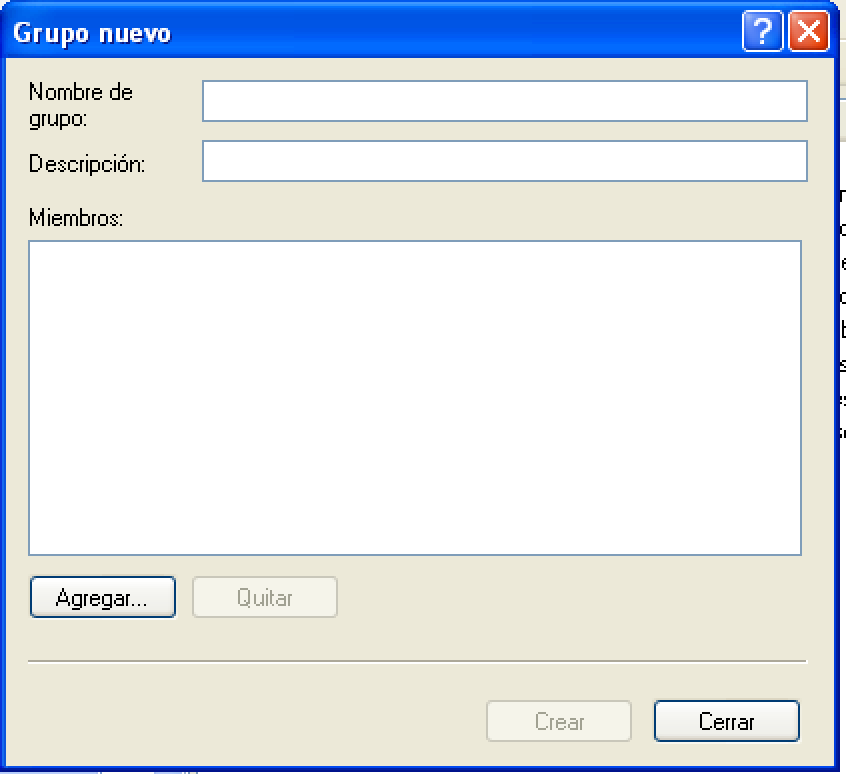 Grupo nuevo
Nombre de
grupo:
Descripción:
Miembros:
Agregar...
Quitar
Crear
Cerrar